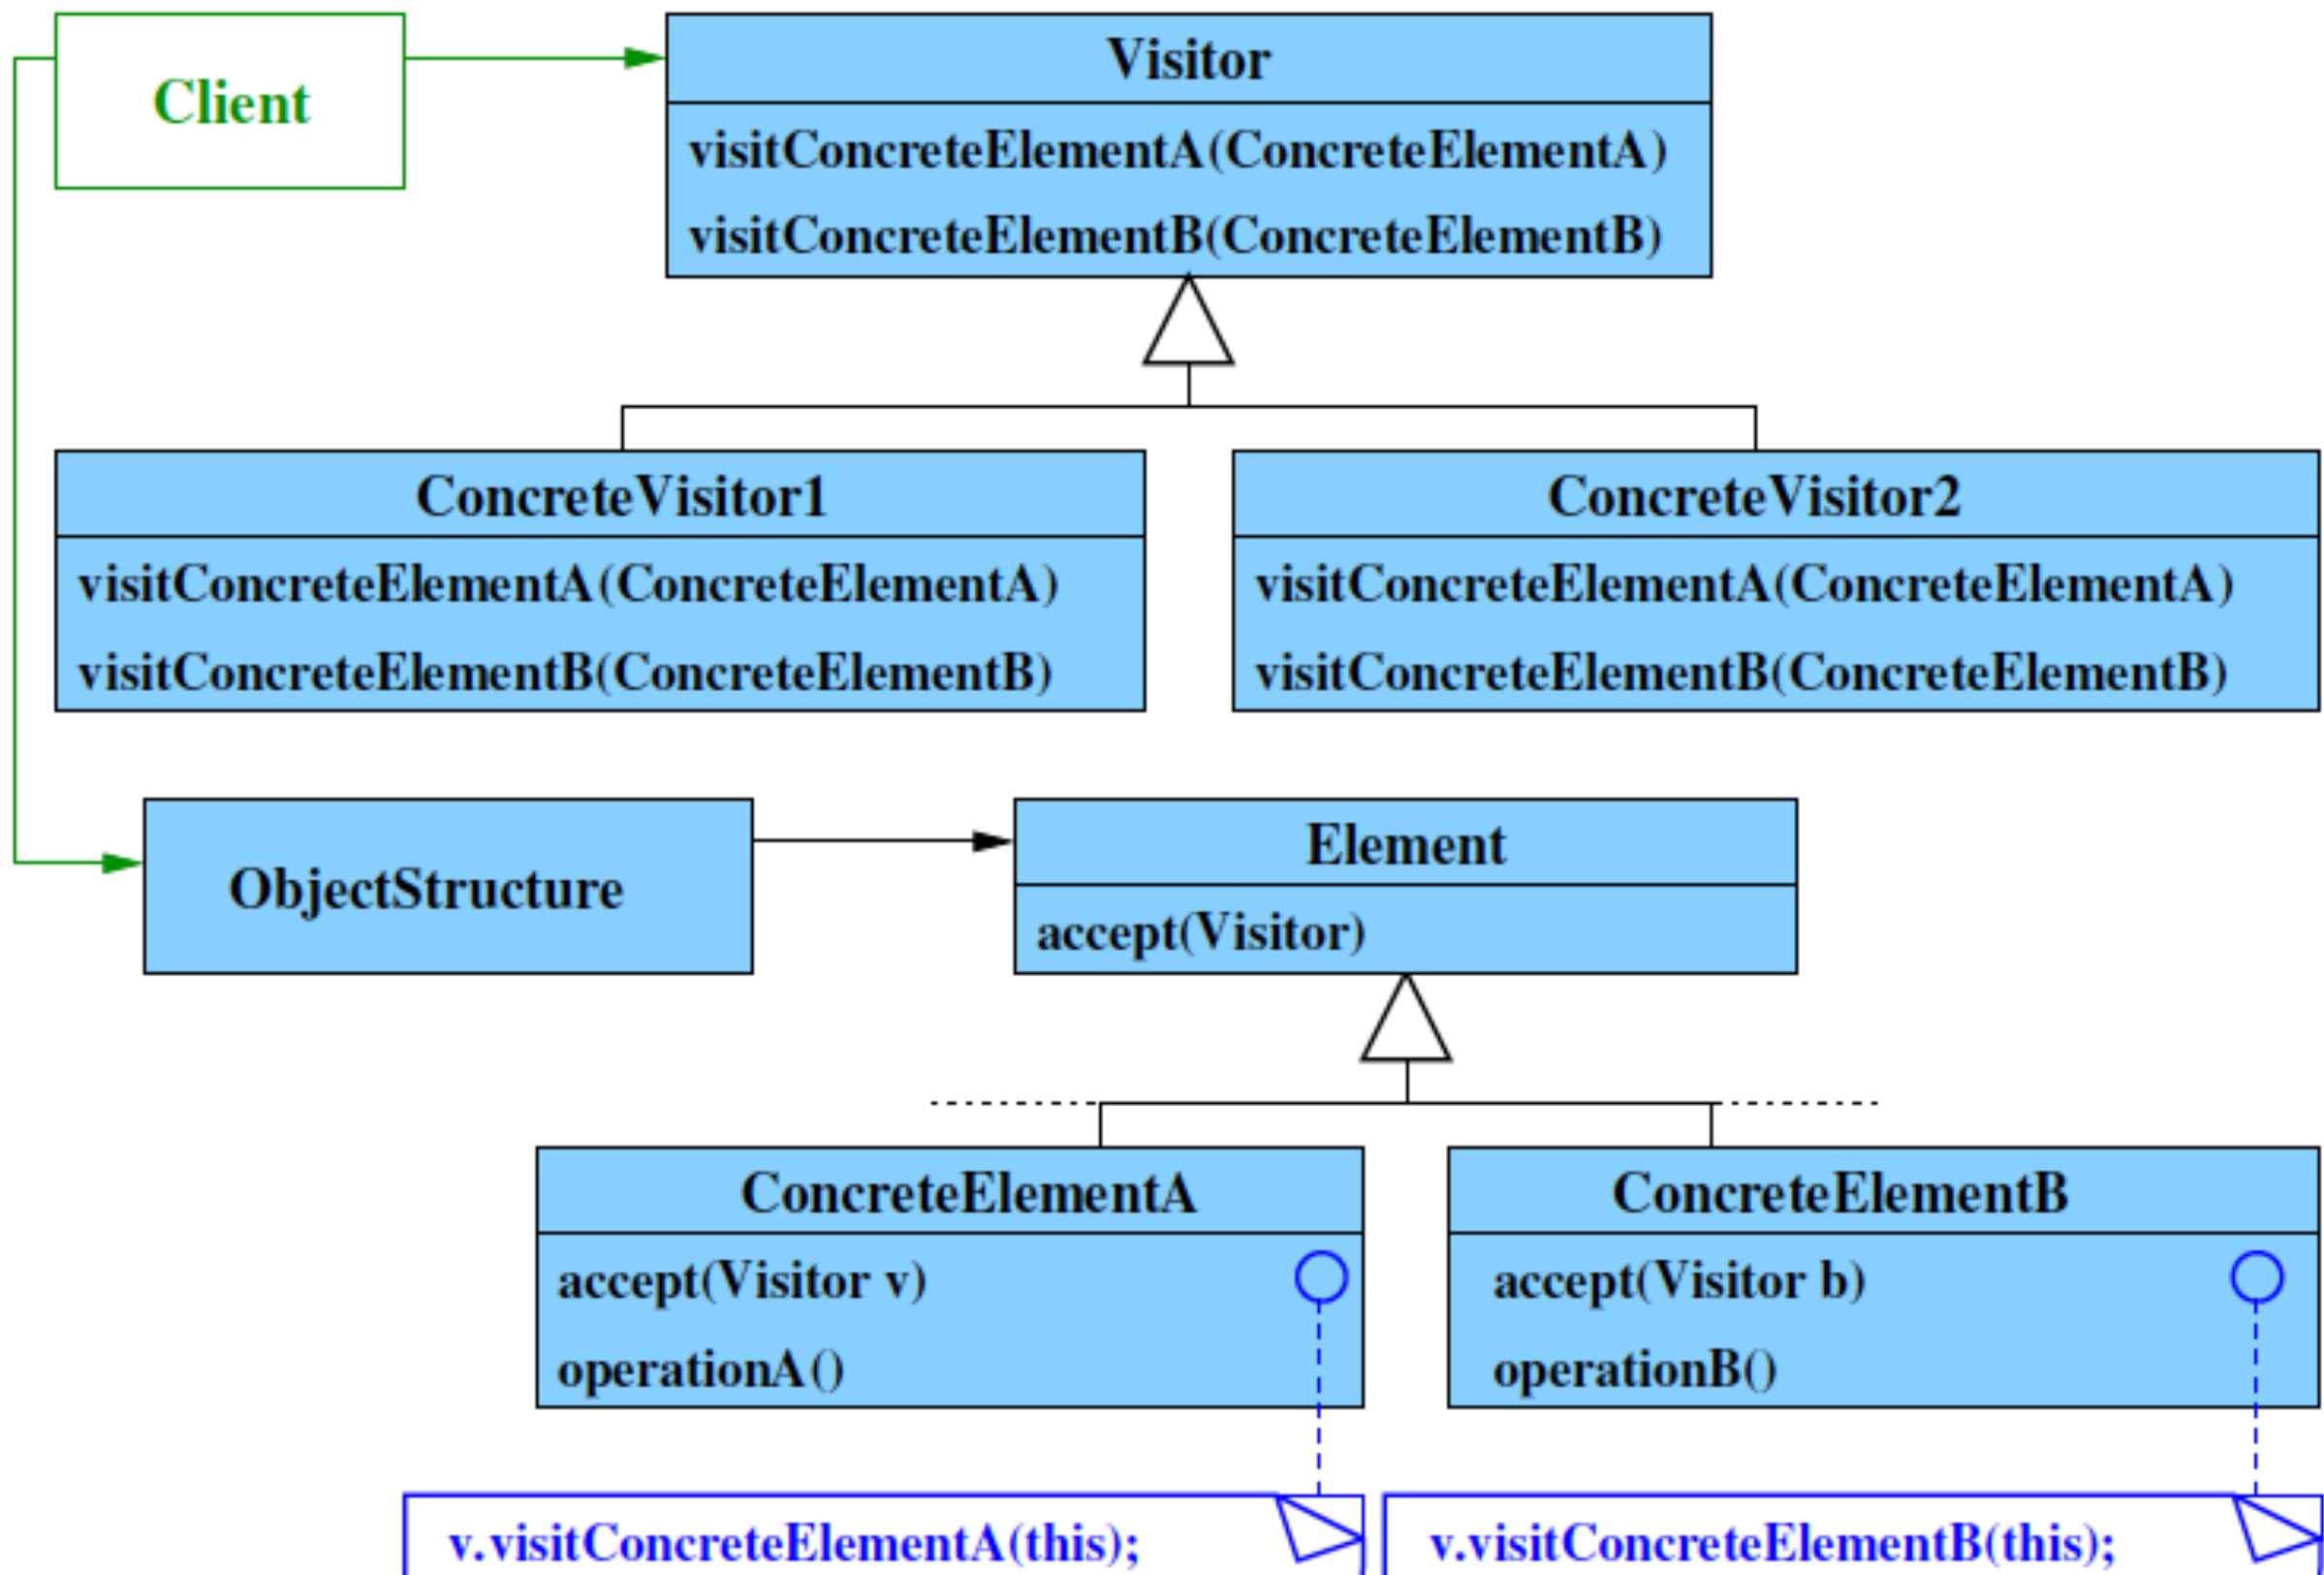 Client
Visitor
visitConcreteElementA(ConcreteElementA)
visitConcreteElementB(ConcreteElementB)
ConcreteVisitor1
visitConcreteElementA(ConcreteElementA)
visitConcreteElementB(ConcreteElementB)
ConcreteVisitor2
visitConcreteElementA(ConcreteElementA)
visitConcreteElementB(ConcreteElementB)
ObjectStructure
Element
accept(Visitor)
ConcreteElementA
accept(Visitor v)
operationA()
ConcreteElementB
accept(Visitor b)
operationB()
v.visitConcreteElementA(this);
v.visitConcreteElementB(this);